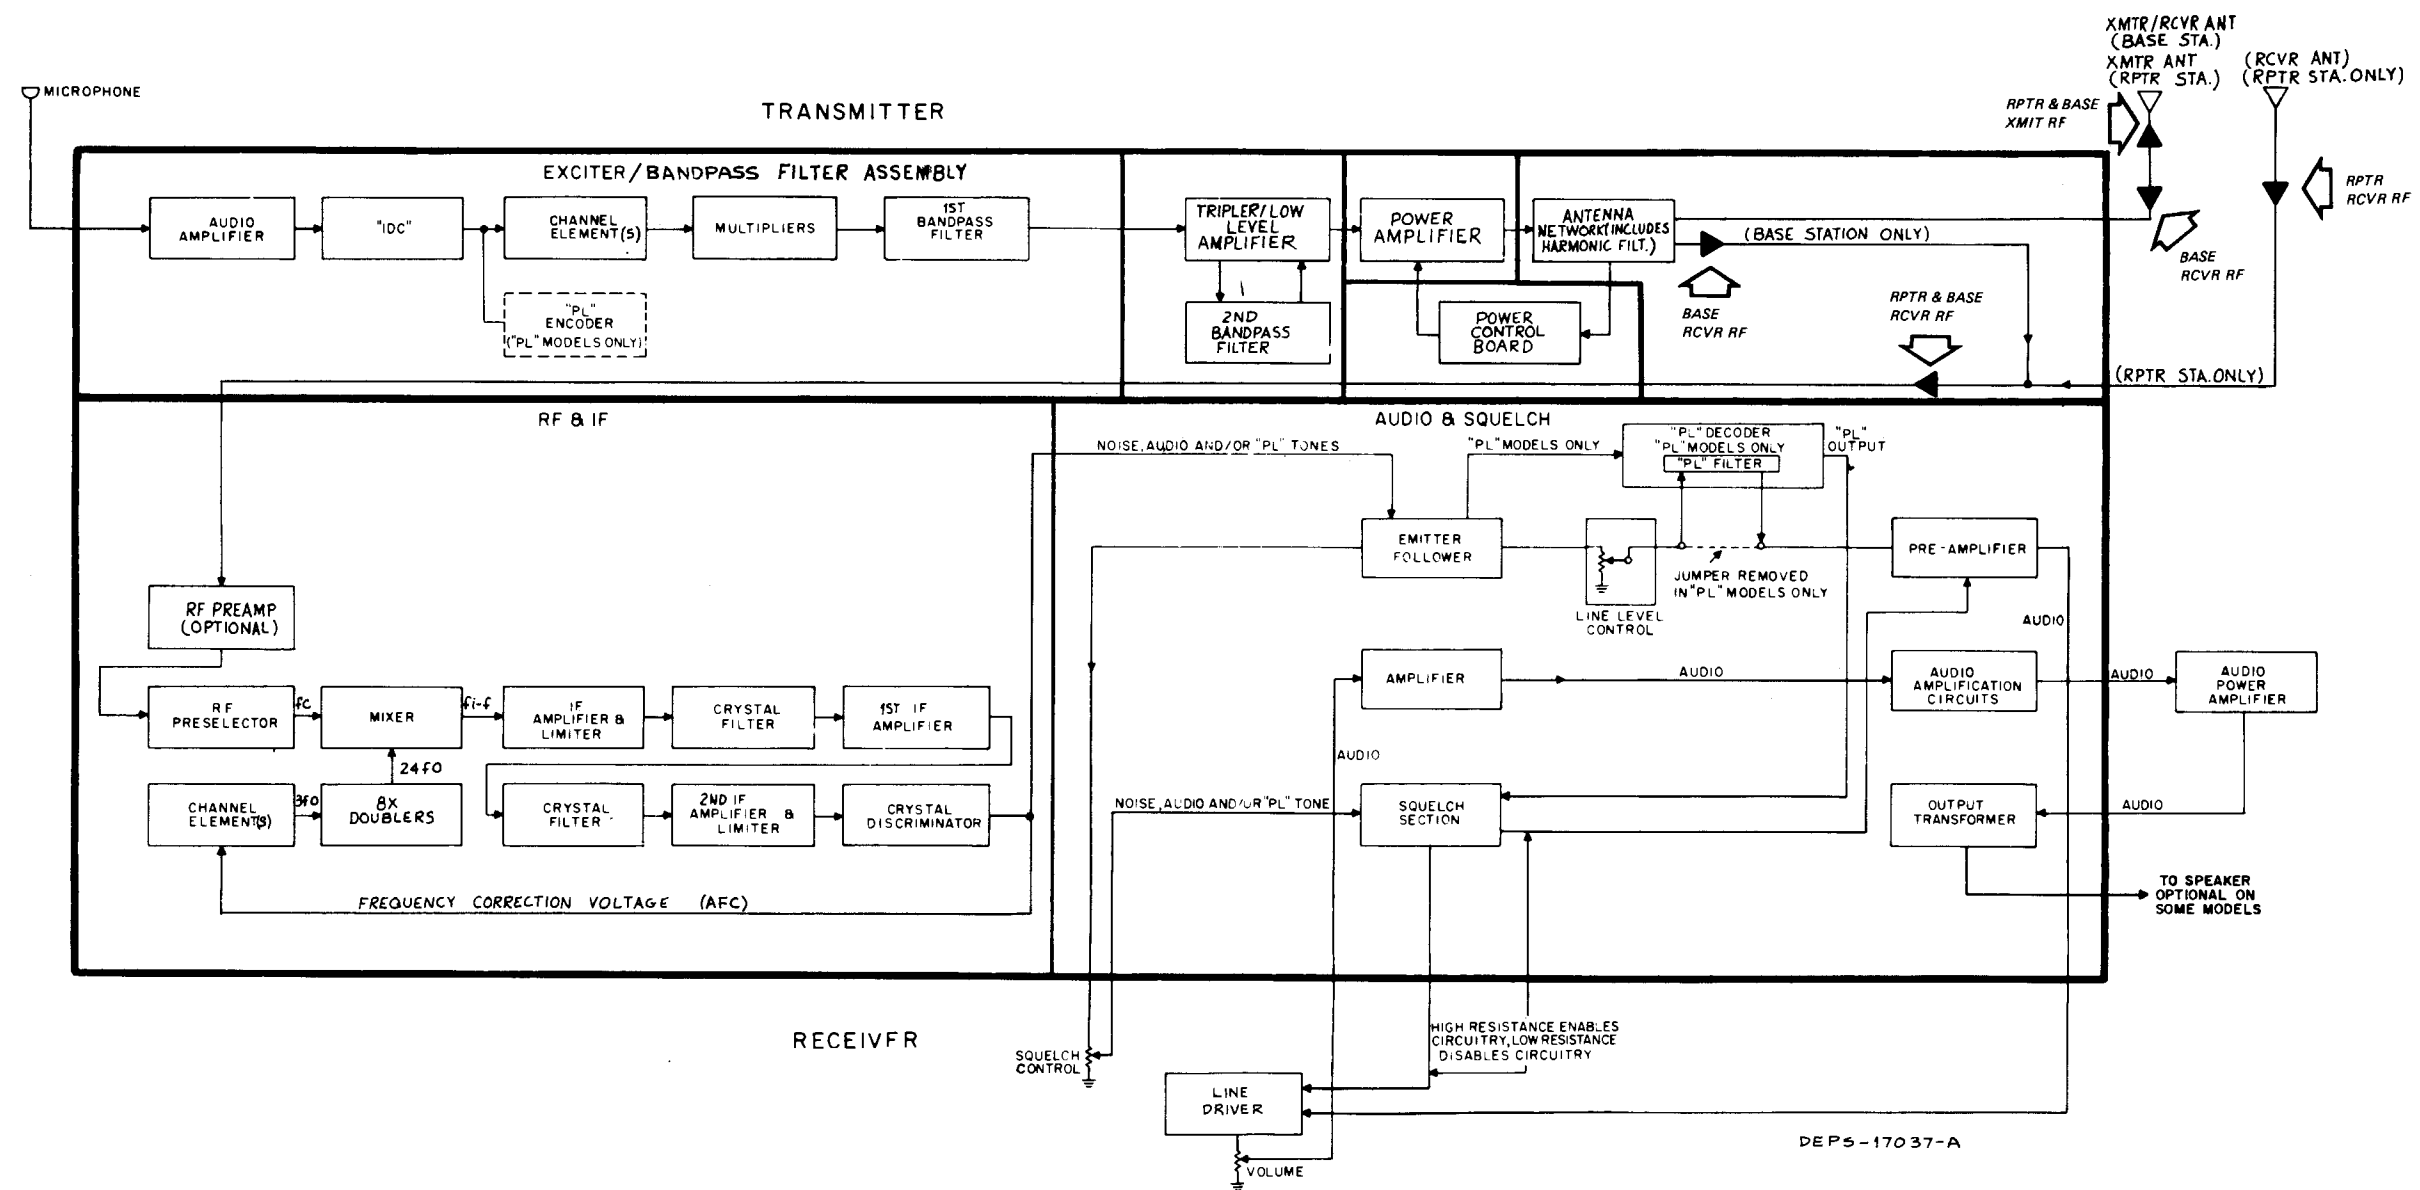 XMTR/RCVR ANT
(BASE STA.)
XMTR ANT
(RPTR STA.)
(RCVR ANT)
(RPTR STA. ONLY)
MICROPHONE
TRANSMITTER
RPTR & BASE
XMIT RF
EXCITER/BANDPASS FILTER ASSEMBLY
RPTR
RCVR RF
AUDIO
AMPLIFIER
"IDC"
CHANNEL
ELEMENT(S)
MULTIPLIERS
1ST
BANDPASS
FILTER
TRIPLER/LOW
LEVEL
AMPLIFIER
POWER
AMPLIFIER
ANTENNA
NETWORK(INCLUDES
HARMONIC FILT.)
(BASE STATION ONLY)
BASE
RCVR RF
"PL"
ENCODER
("PL" MODELS ONLY)
2ND
BANDPASS
FILTER
POWER
CONTROL
BOARD
BASE
RCVR RF
RPTR & BASE
RCVR RF
(RPTR STA. ONLY)
RF & IF
AUDIO & SQUELCH
NOISE, AUDIO AND/OR "PL" TONES
"PL" MODELS ONLY
"PL" DECODER
"PL" MODELS ONLY
"PL" FILTER
"PL"
OUTPUT
EMITTER
FOLLOWER
PRE-AMPLIFIER
JUMPER REMOVED
IN "PL" MODELS ONLY
LINE LEVEL
CONTROL
AUDIO
RF PREAMP
(OPTIONAL)
RF
PRESELECTOR
fc
MIXER
fi-f
IF
AMPLIFIER &
LIMITER
CRYSTAL
FILTER
1ST IF
AMPLIFIER
AMPLIFIER
AUDIO
AUDIO
AMPLIFICATION
CIRCUITS
AUDIO
AUDIO
POWER
AMPLIFIER
24fo
AUDIO
CHANNEL
ELEMENT(S)
3fo
8X
DOUBLERS
CRYSTAL
FILTER
2ND IF
AMPLIFIER &
LIMITER
CRYSTAL
DISCRIMINATOR
NOISE, AUDIO AND/OR "PL" TONE
SQUELCH
SECTION
OUTPUT
TRANSFORMER
AUDIO
FREQUENCY CORRECTION VOLTAGE (AFC)
TO SPEAKER
OPTIONAL ON
SOME MODELS
RECEIVFR
SQUELCH
CONTROL
HIGH RESISTANCE ENABLES
CIRCUITRY, LOW RESISTANCE
DISABLES CIRCUITRY
LINE
DRIVER
VOLUME
DEPS-17037-A